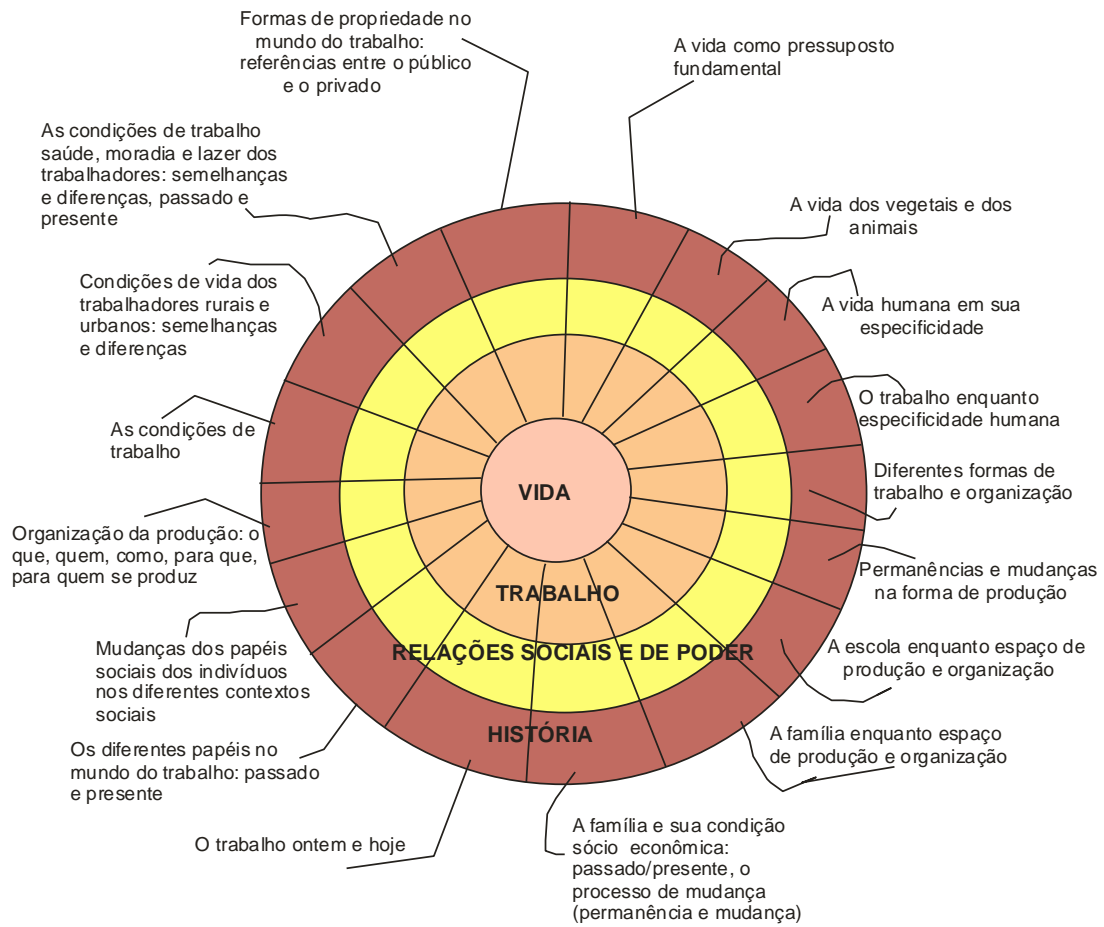 Formas de propriedade no
mundo do trabalho:
referências entre o público
e o privado
A vida como pressuposto
fundamental
As condições de trabalho
saúde, moradia e lazer dos
trabalhadores: semelhanças
e diferenças, passado e
presente
A vida dos vegetais e dos
animais
Condições de vida dos
trabalhadores rurais e
urbanos: semelhanças
e diferenças
A vida humana em sua
especificidade
O trabalho enquanto
especificidade humana
As condições de
trabalho
Diferentes formas de
trabalho e organização
VIDA
Organização da produção: o
que, quem, como, para que,
para quem se produz
Permanências e mudanças
na forma de produção
TRABALHO
Mudanças dos papéis
sociais dos indivíduos
nos diferentes contextos
sociais
RELAÇÕES SOCIAIS E DE PODER
A escola enquanto espaço de
produção e organização
HISTÓRIA
Os diferentes papéis no
mundo do trabalho: passado
e presente
A família enquanto espaço
de produção e organização
O trabalho ontem e hoje
A família e sua condição
sócio econômica:
passado/presente, o
processo de mudança
(permanência e mudança)